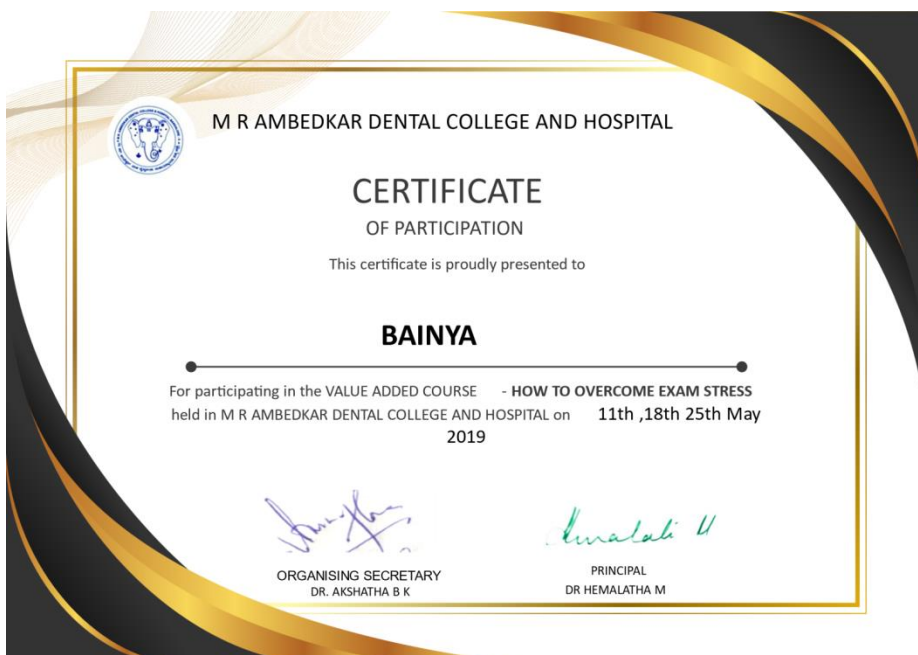 M R AMBEDKAR DENTAL COLLEGE AND HOSPITAL
CERTIFICATE
OF PARTICIPATION
This certificate is proudly presented to
BAINYA
For participating in the VALUE ADDED COURSE - HOW TO OVERCOME EXAM STRESS
held in M R AMBEDKAR DENTAL COLLEGE AND HOSPITAL on 11th ,18th 25th May
2019
ORGANISING SECRETARY
DR. AKSHATHA B K
PRINCIPAL
DR HEMALATHA M